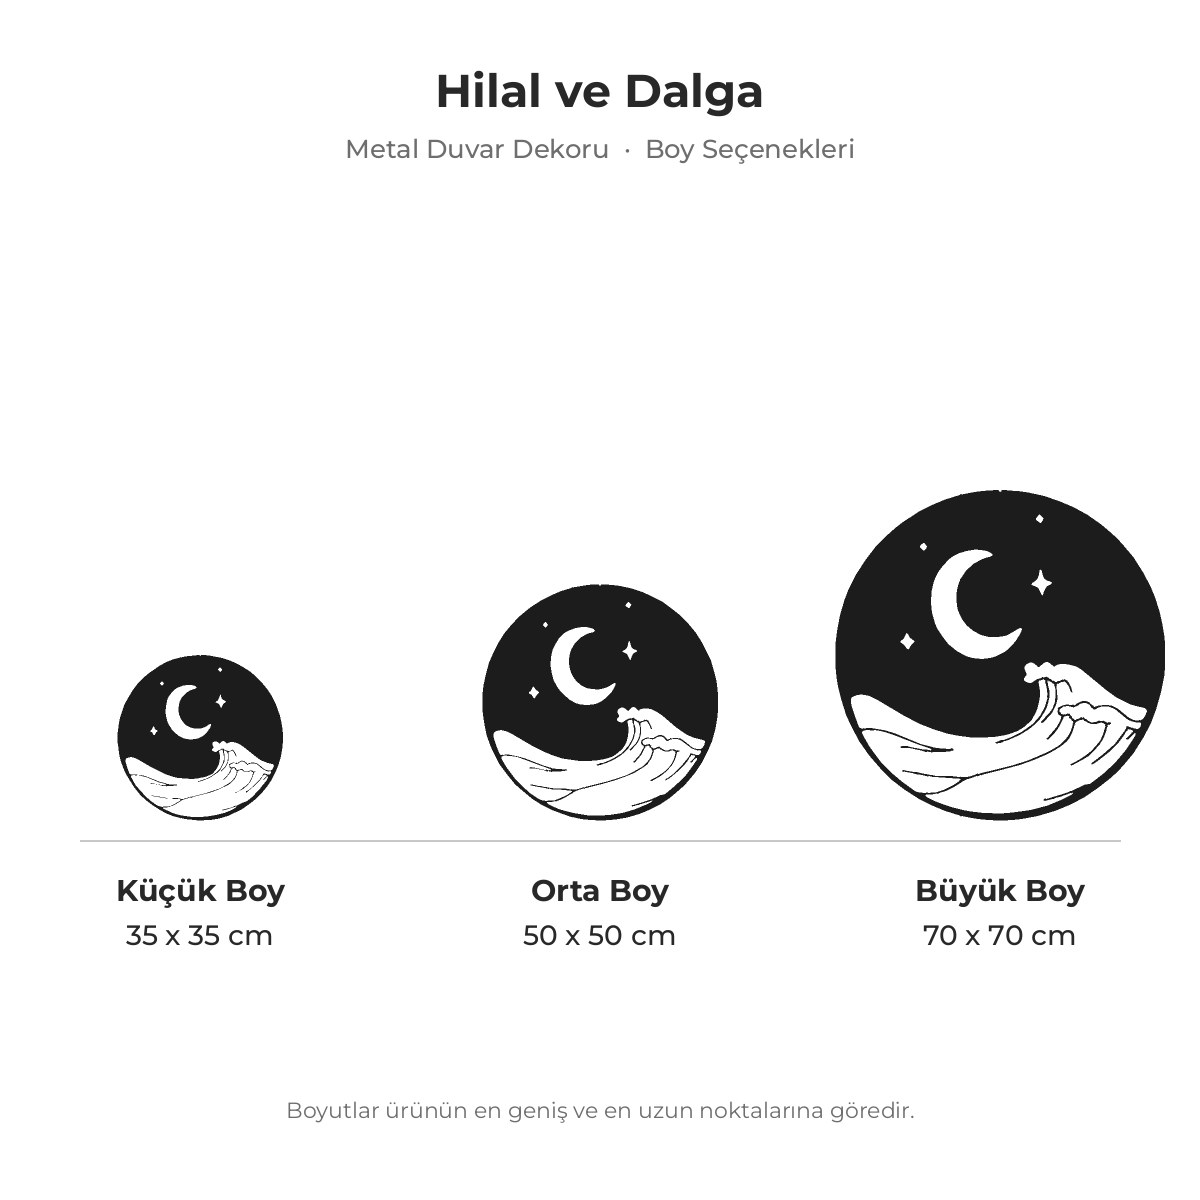 Hilal ve Dalga
Metal Duvar Dekoru · Boy Seçenekleri
Küçük Boy
35 x 35 cm
Orta Boy
50 x 50 cm
Büyük Boy
70 x 70 cm
Boyutlar ürünün en geniş ve en uzun noktalarına göredir.